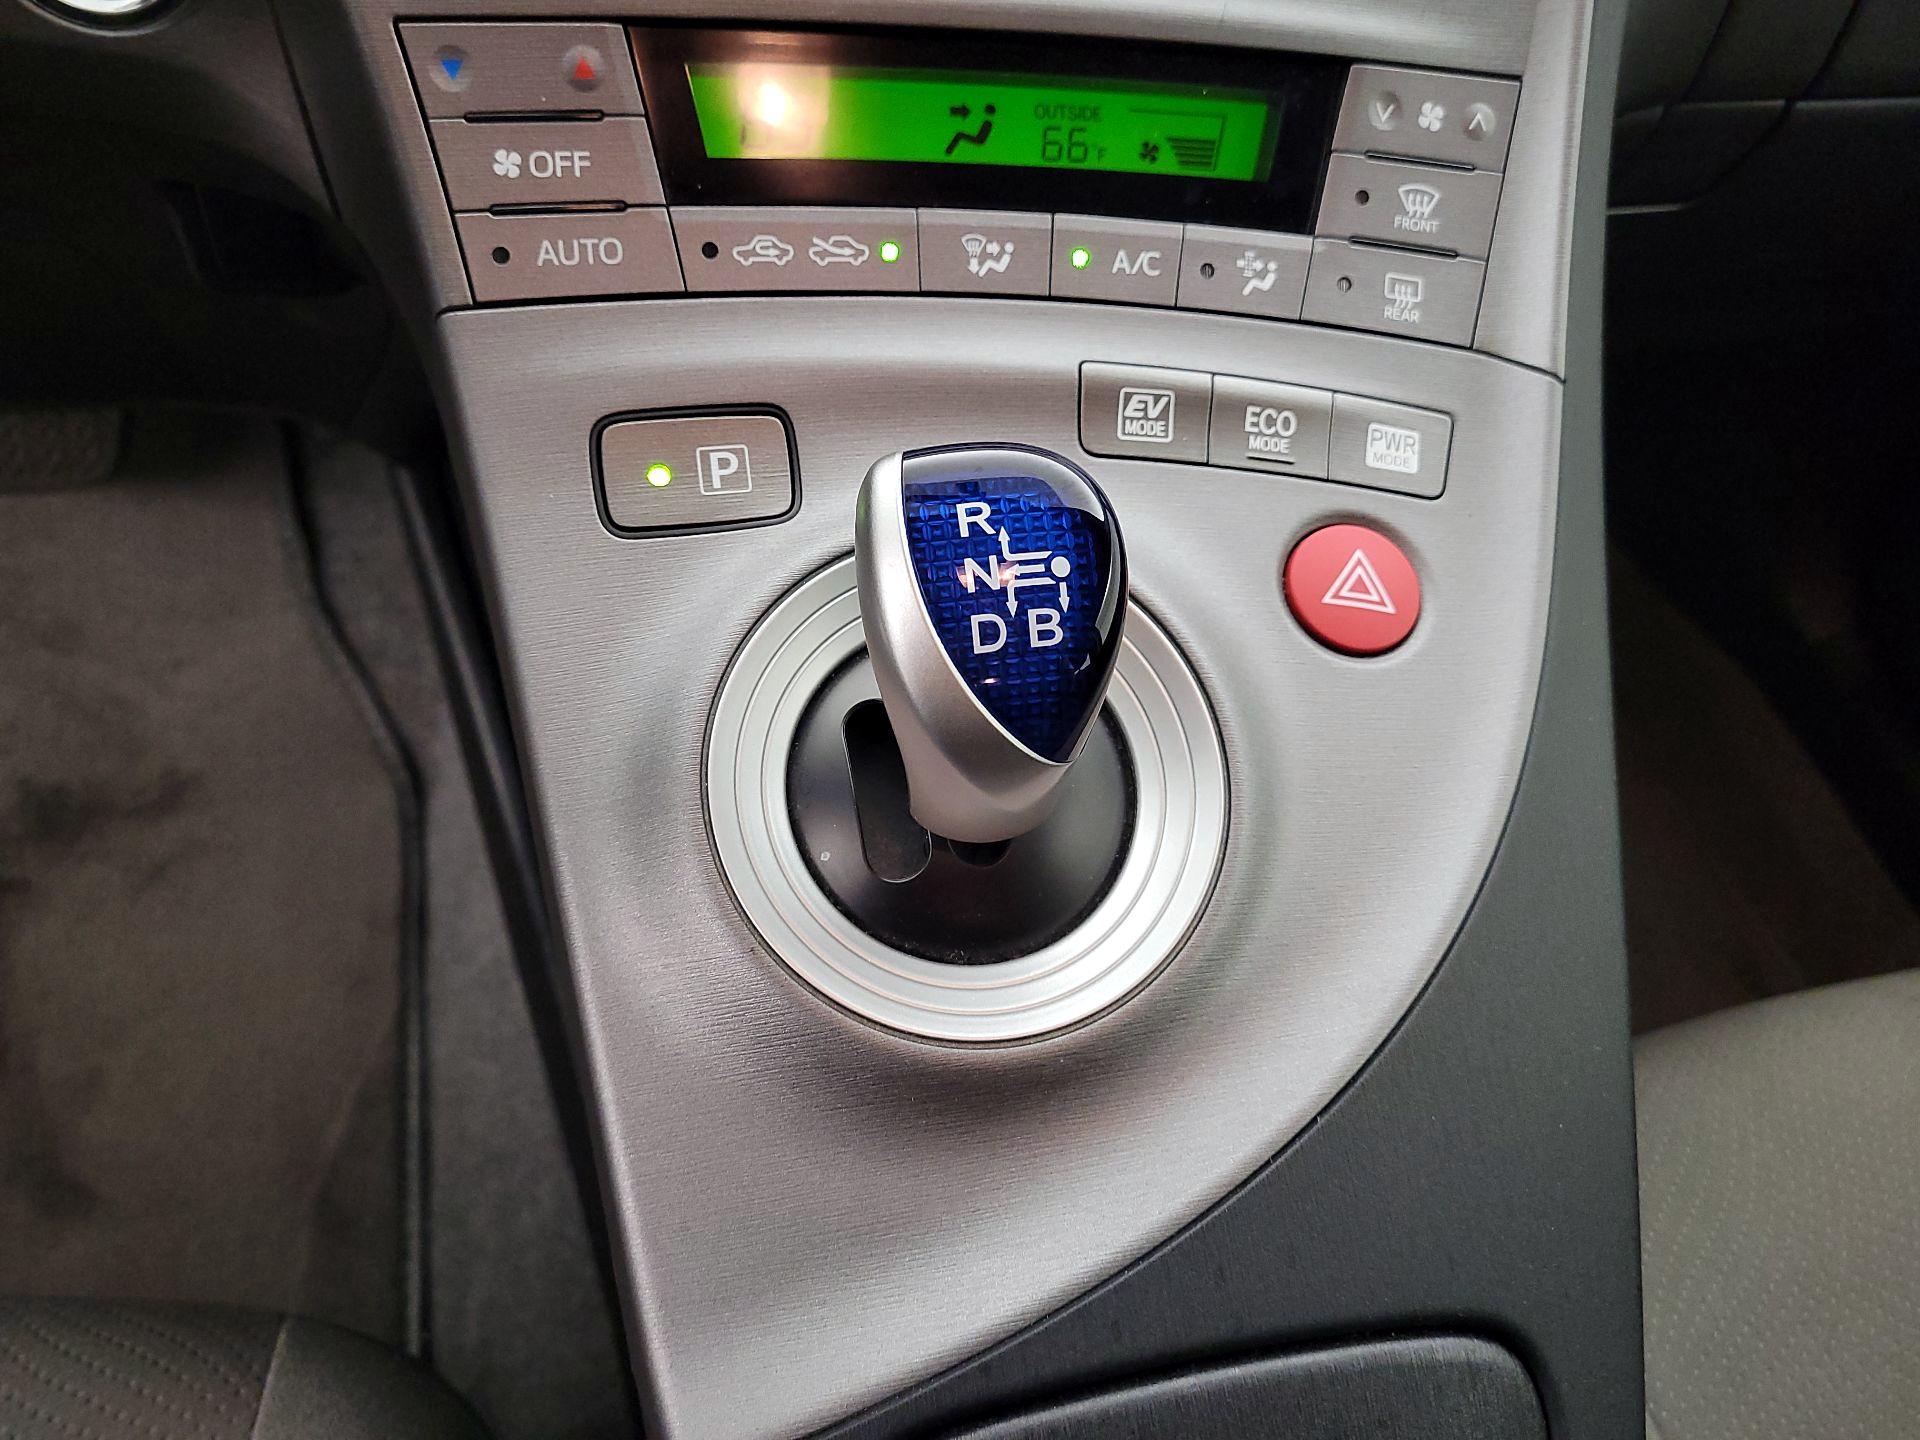 OFF
AUTO
OUTSIDE
66°F
A/C
FRONT
REAR
P
EV
MODE
ECO
MODE
PWR
MODE
R
N
D B